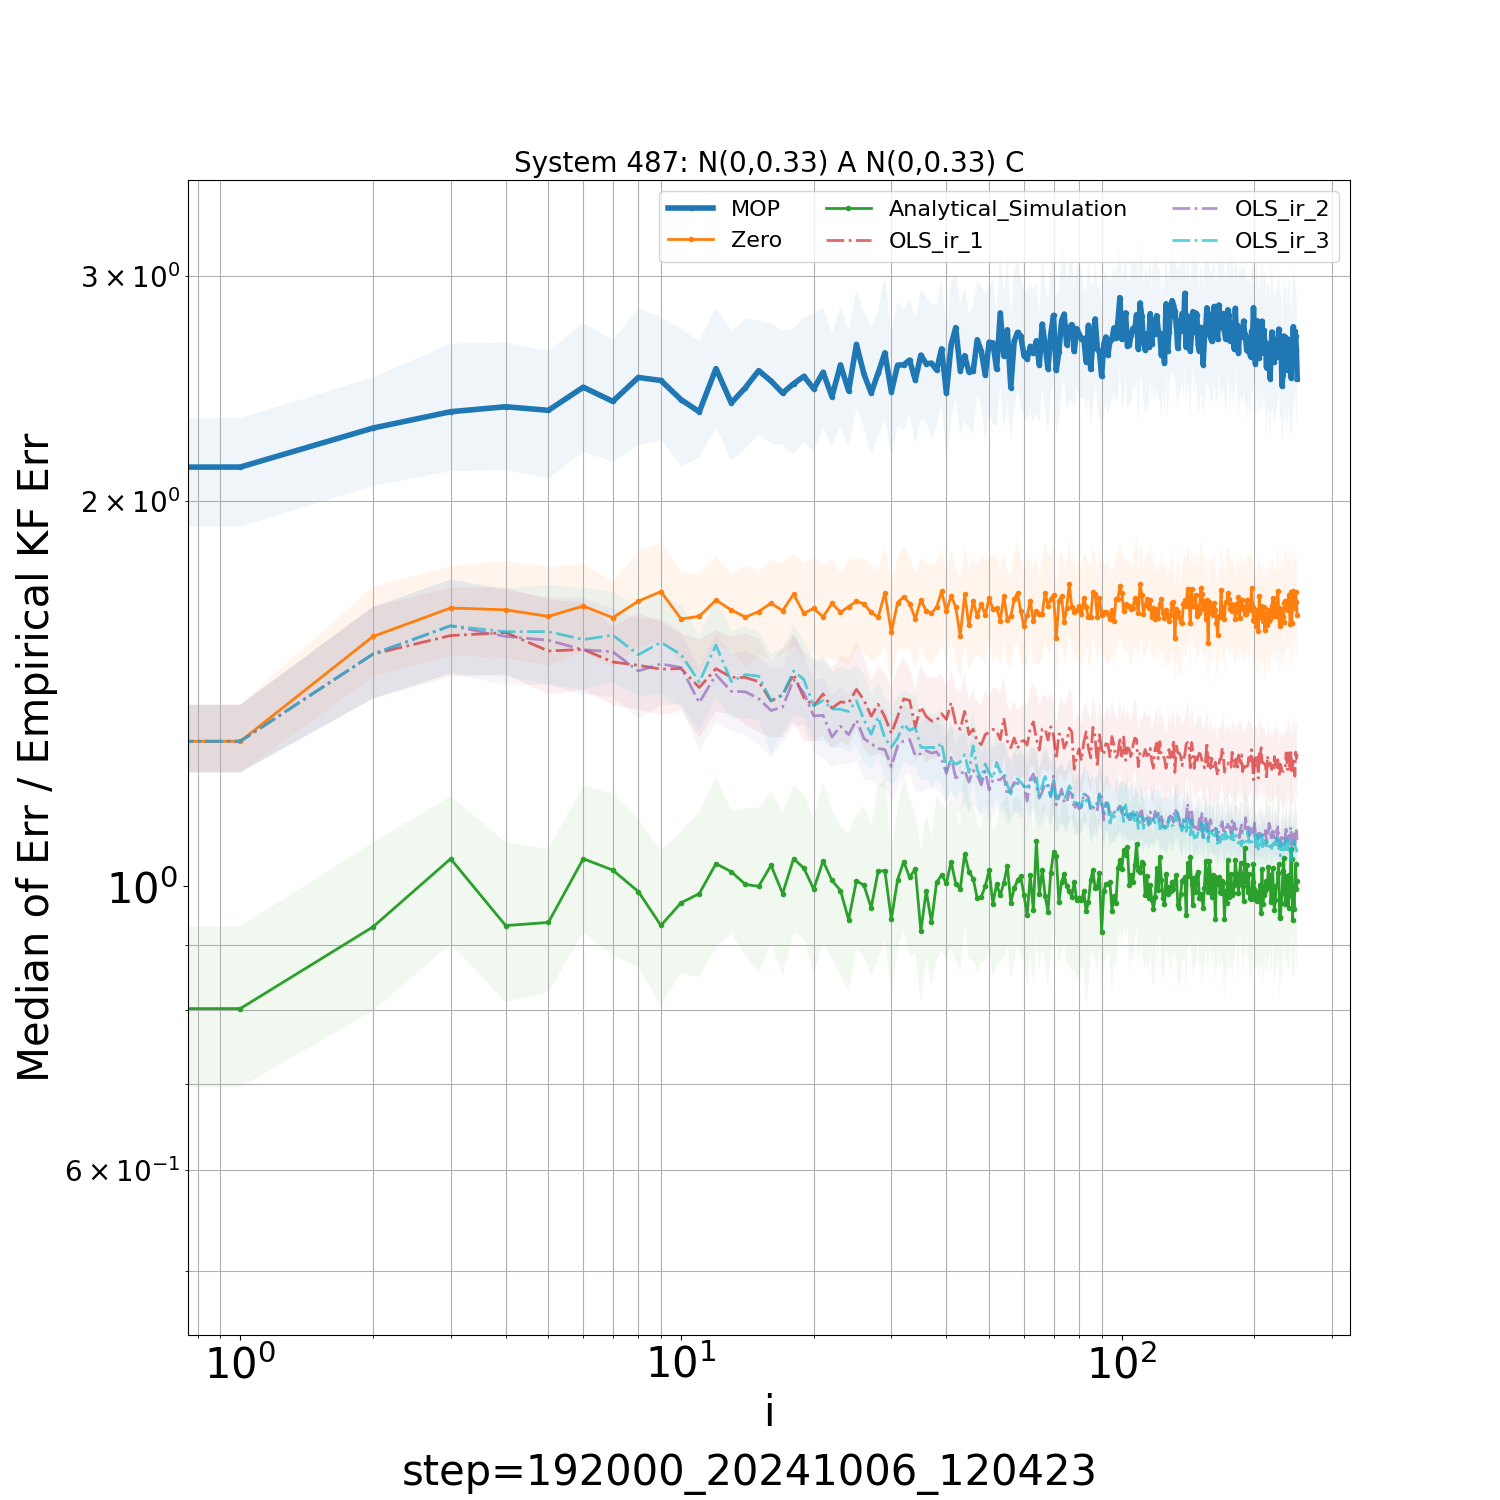 System 487: N(0,0.33) A N(0,0.33) C
MOP
Zero
Analytical_Simulation
OLS_ir_1
OLS_ir_2
OLS_ir_3
3 × 10⁰
2 × 10⁰
10⁰
6 × 10⁻¹
Median of Err / Empirical KF Err
10⁰
10¹
10²
i
step=192000_20241006_120423